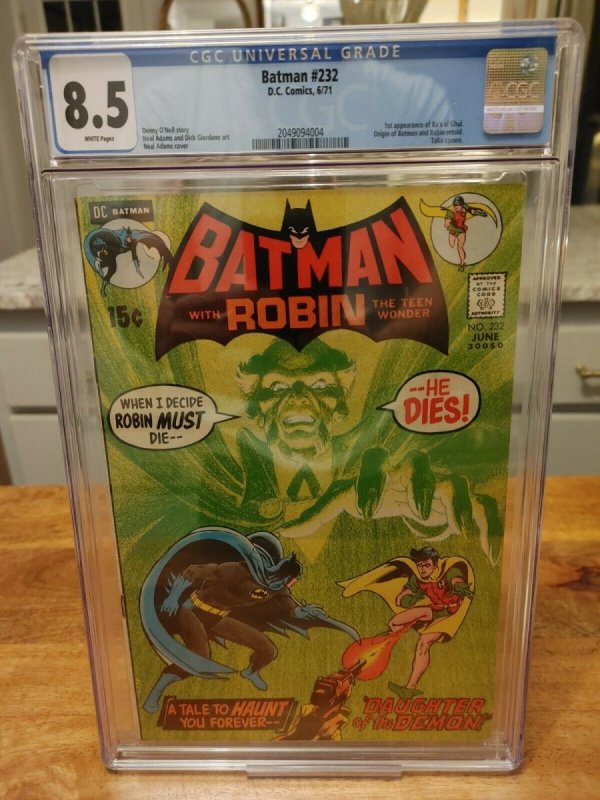 CGC UNIVERSAL GRADE
8.5
WHITE Pages
Batman #232
D.C. Comics, 6/71
Denny O'Neil story
Neal Adams and Dick Giordano art
Neal Adams cover
2049094004
1st appearance of Ra's al Ghul.
Origin of Batman and Robin retold.
Talia cameo.
CGC
DC BATMAN
BATMAN
WITH ROBIN THE TEEN WONDER
15¢
APPROVED
BY THE
COMICS
CODE
AUTHORITY
NO. 232
JUNE
30050
WHEN I DECIDE
ROBIN MUST
DIE--
--HE
DIES!
A TALE TO HAUNT
YOU FOREVER--
"DAUGHTER
of the DEMON!"